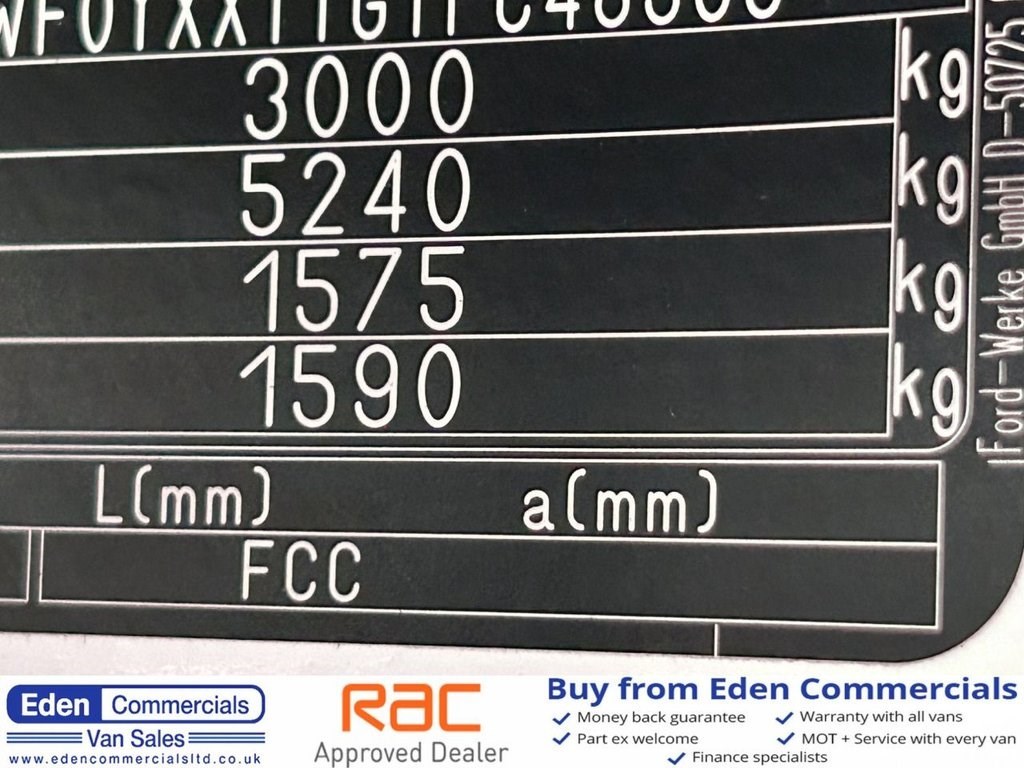 3000 kg
5240 kg
1575 kg
1590 kg
L(mm) a(mm)
FCC
Ford-Werke GmbH D-50725
Eden Commercials
Van Sales
www.edencommercialsltd.co.uk
RAC
Approved Dealer
Buy from Eden Commercials
Money back guarantee
Warranty with all vans
Part ex welcome
MOT + Service with every van
Finance specialists